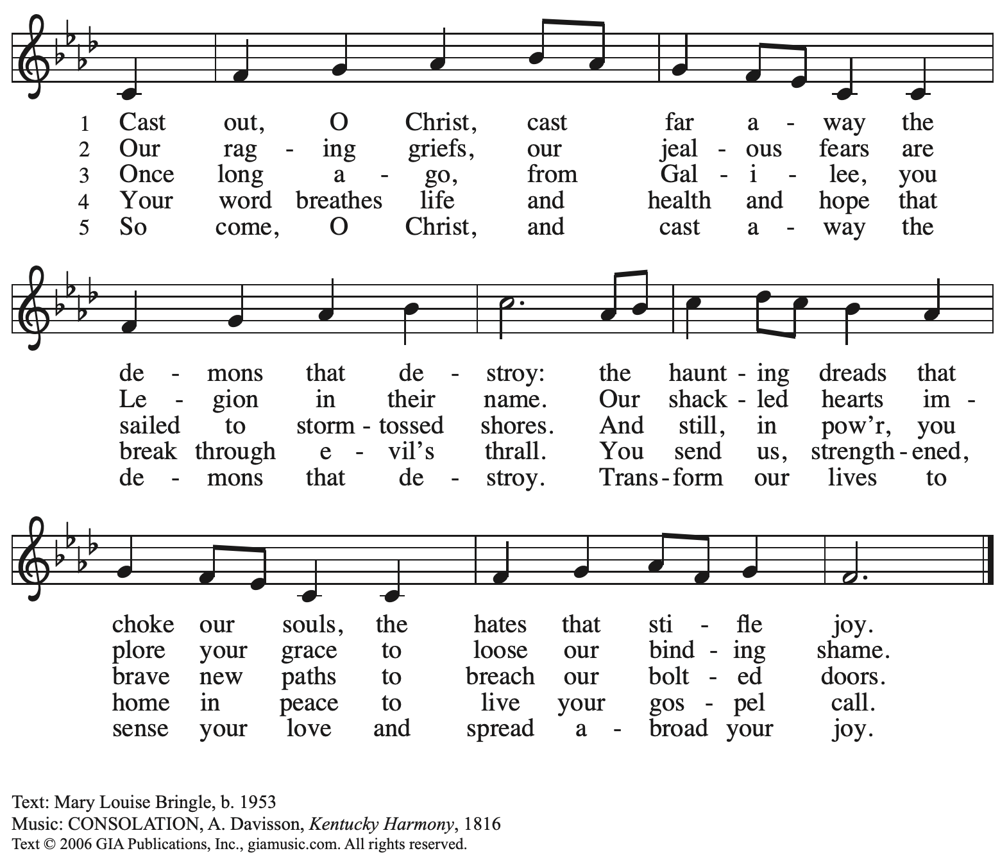 1 Cast out, O Christ, cast far a - way the
2 Our rag - ing griefs, our jeal - ous fears are
3 Once long a - go, from Gal - i - lee, you
4 Your word breathes life and health and hope that
5 So come, O Christ, and cast a - way the
de - mons that de - stroy: the haunt - ing dreads that
Le - gion in their name. Our shack - led hearts im -
sailed to storm - tossed shores. And still, in pow’r, you
break through e - vil’s thrall. You send us, strength - ened,
de - mons that de - stroy. Trans - form our lives to
choke our souls, the hates that sti - fle joy.
plore your grace to loose our bind - ing shame.
brave new paths to breach our bolt - ed doors.
home in peace to live your gos - pel call.
sense your love and spread a - broad your joy.
Text: Mary Louise Bringle, b. 1953
Music: CONSOLATION, A. Davisson, Kentucky Harmony, 1816
Text © 2006 GIA Publications, Inc., giamusic.com. All rights reserved.